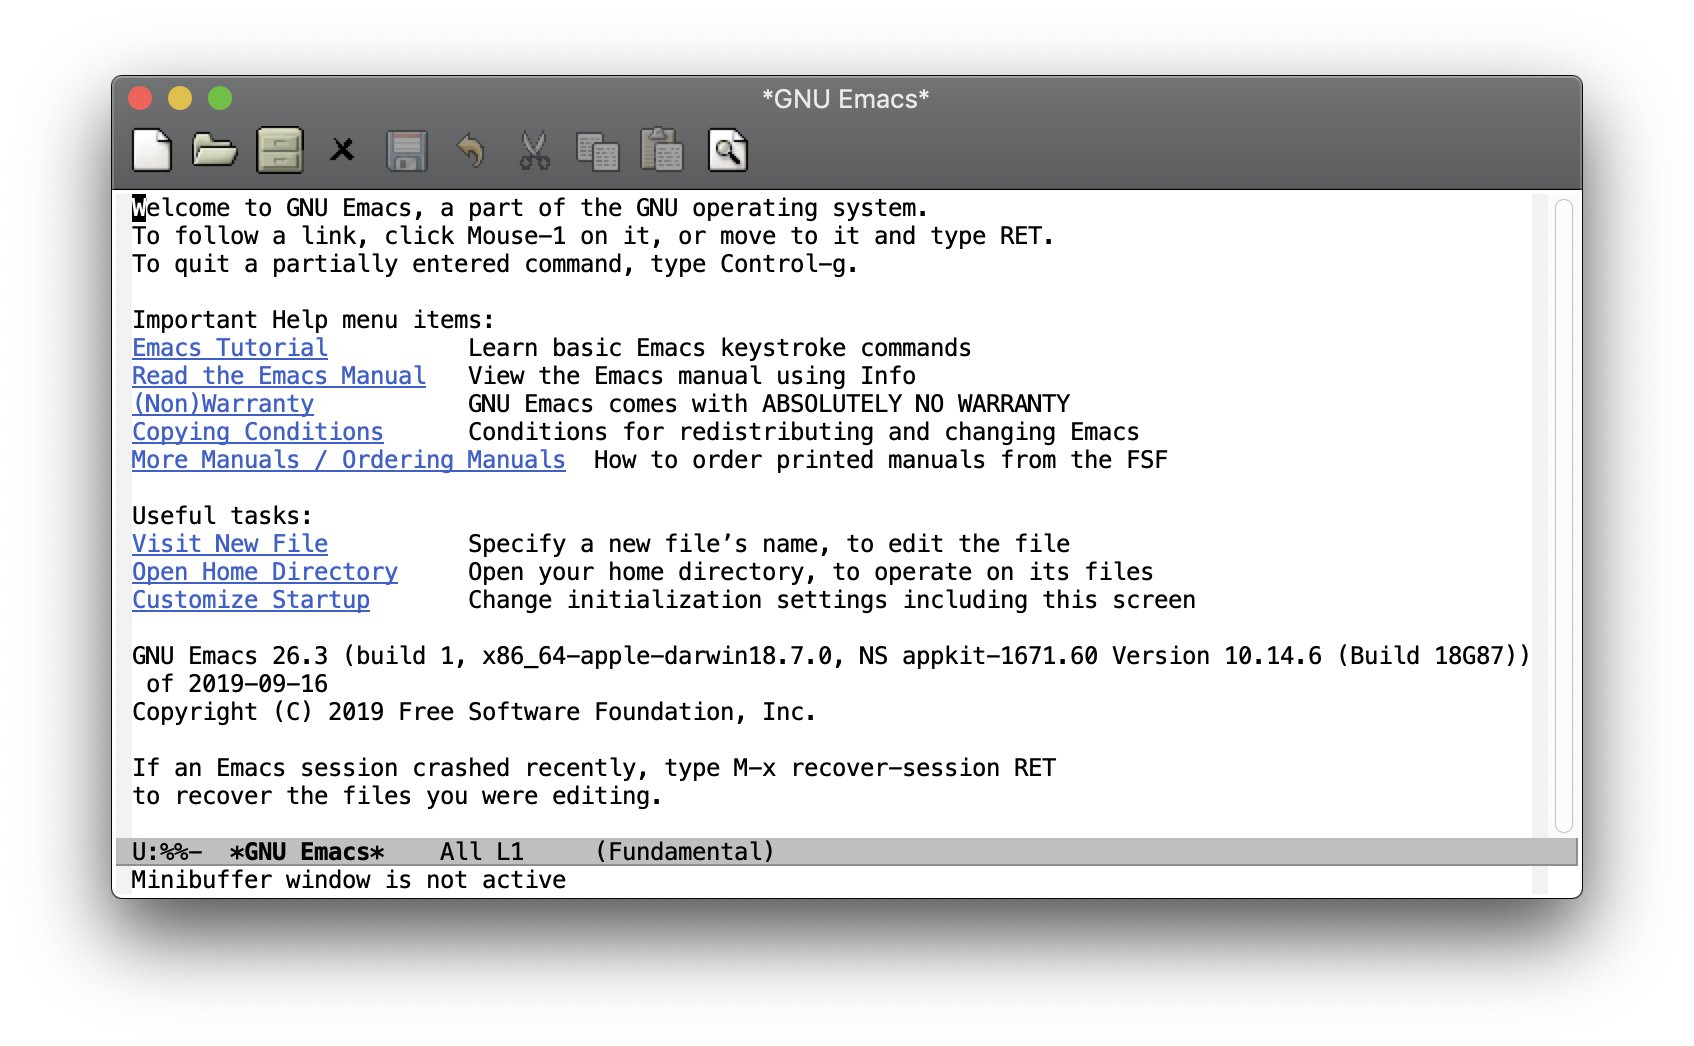 *GNU Emacs*
Welcome to GNU Emacs, a part of the GNU operating system.
To follow a link, click Mouse-1 on it, or move to it and type RET.
To quit a partially entered command, type Control-g.
Important Help menu items:
Emacs Tutorial Learn basic Emacs keystroke commands
Read the Emacs Manual View the Emacs manual using Info
(Non)Warranty GNU Emacs comes with ABSOLUTELY NO WARRANTY
Copying Conditions Conditions for redistributing and changing Emacs
More Manuals / Ordering Manuals How to order printed manuals from the FSF
Useful tasks:
Visit New File Specify a new file’s name, to edit the file
Open Home Directory Open your home directory, to operate on its files
Customize Startup Change initialization settings including this screen
GNU Emacs 26.3 (build 1, x86_64-apple-darwin18.7.0, NS appkit-1671.60 Version 10.14.6 (Build 18G87))
of 2019-09-16
Copyright (C) 2019 Free Software Foundation, Inc.
If an Emacs session crashed recently, type M-x recover-session RET
to recover the files you were editing.
U:%%- *GNU Emacs* All L1 (Fundamental)
Minibuffer window is not active